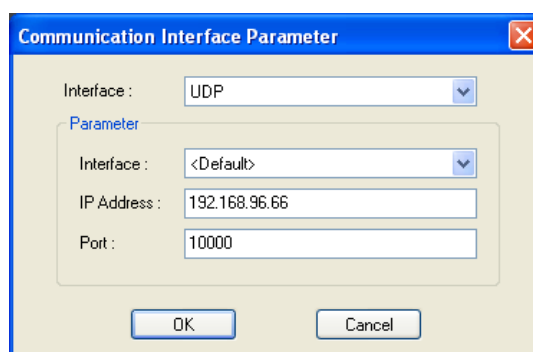 Communication Interface Parameter
Interface : UDP
Parameter
Interface : <Default>
IP Address : 192.168.96.66
Port : 10000
OK Cancel